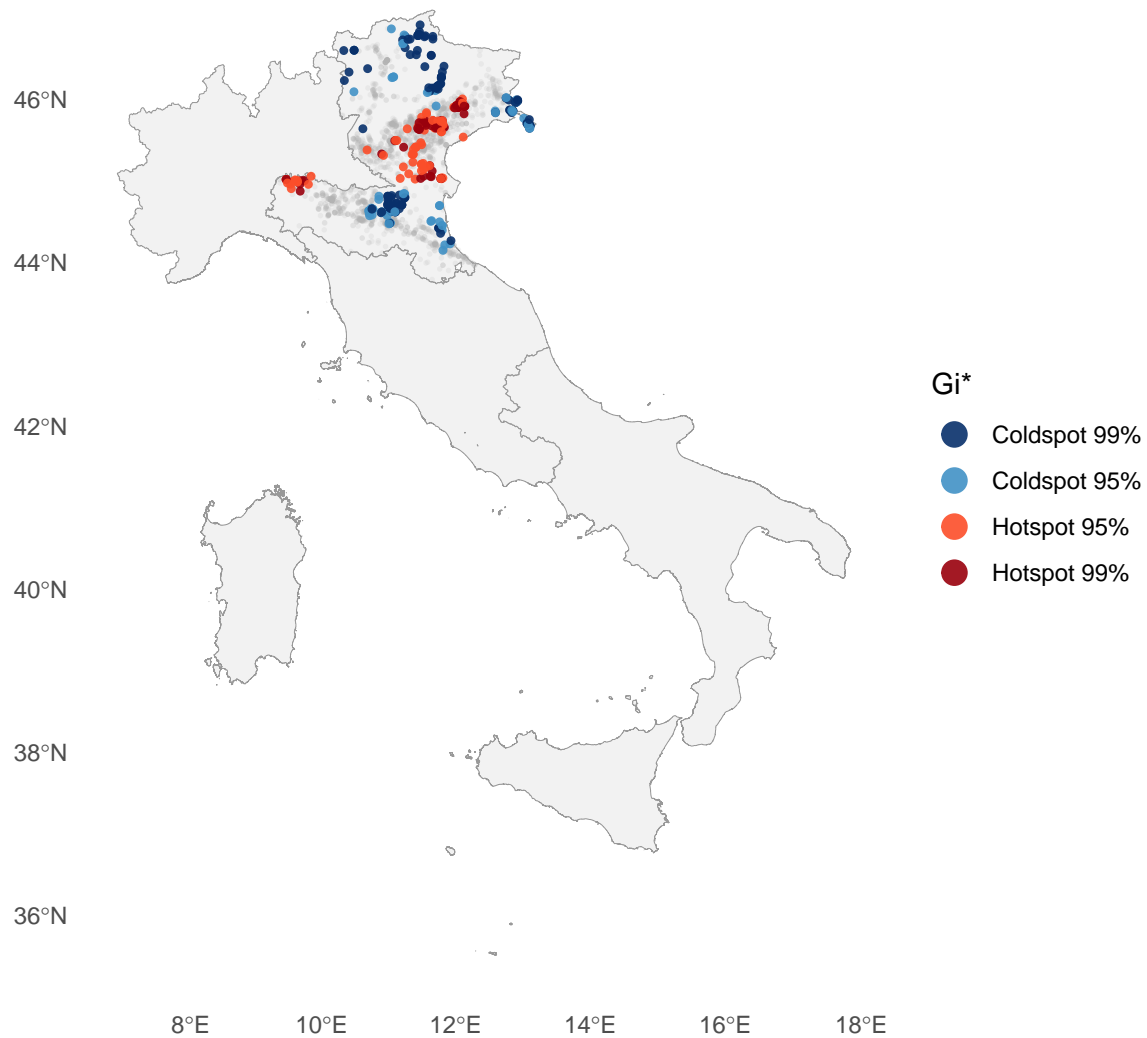 46°N
44°N
42°N
40°N
38°N
36°N
8°E
10°E
12°E
14°E
16°E
18°E
Gi*
Coldspot 99%
Coldspot 95%
Hotspot 95%
Hotspot 99%